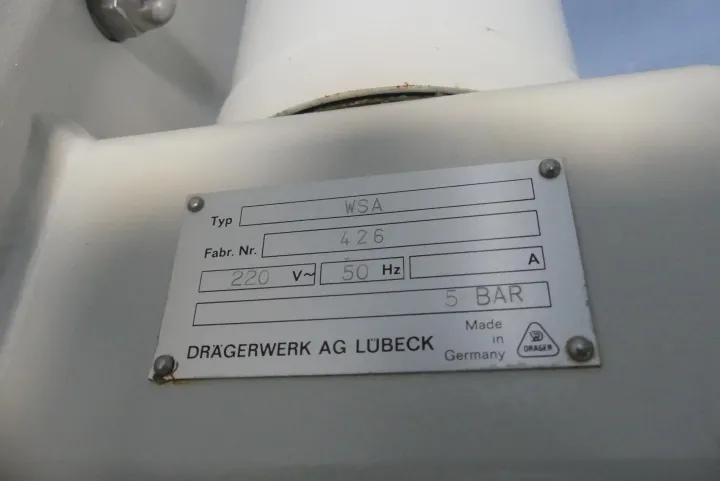 Typ WSA
Fabr. Nr. 426
220 V~ 50 Hz A
5 BAR
DRÄGERWERK AG LÜBECK
Made
in
Germany
DRÄGER